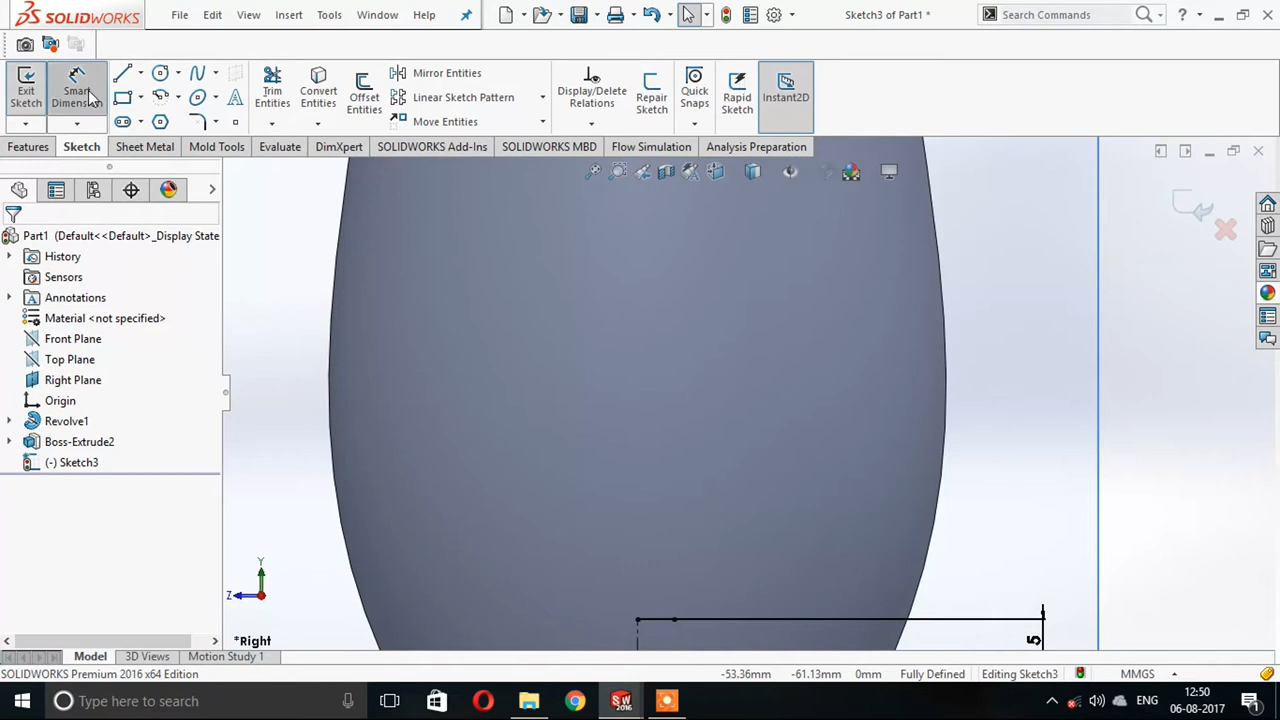 SOLIDWORKS File Edit View Insert Tools Window Help Sketch3 of Part1 * Search Commands ?
Exit Sketch Smart Dimension Trim Entities Convert Entities Offset Entities Mirror Entities Linear Sketch Pattern Move Entities Display/Delete Relations Repair Sketch Quick Snaps Rapid Sketch Instant2D
Features Sketch Sheet Metal Mold Tools Evaluate DimXpert SOLIDWORKS Add-Ins SOLIDWORKS MBD Flow Simulation Analysis Preparation
Part1 (Default<<Default>_Display State
History
Sensors
Annotations
Material <not specified>
Front Plane
Top Plane
Right Plane
Origin
Revolve1
Boss-Extrude2
(-) Sketch3
Y
Z
*Right
5
Model 3D Views Motion Study 1
SOLIDWORKS Premium 2016 x64 Edition -53.36mm -61.13mm 0mm Fully Defined Editing Sketch3 MMGS
Type here to search ENG 12:50
06-08-2017